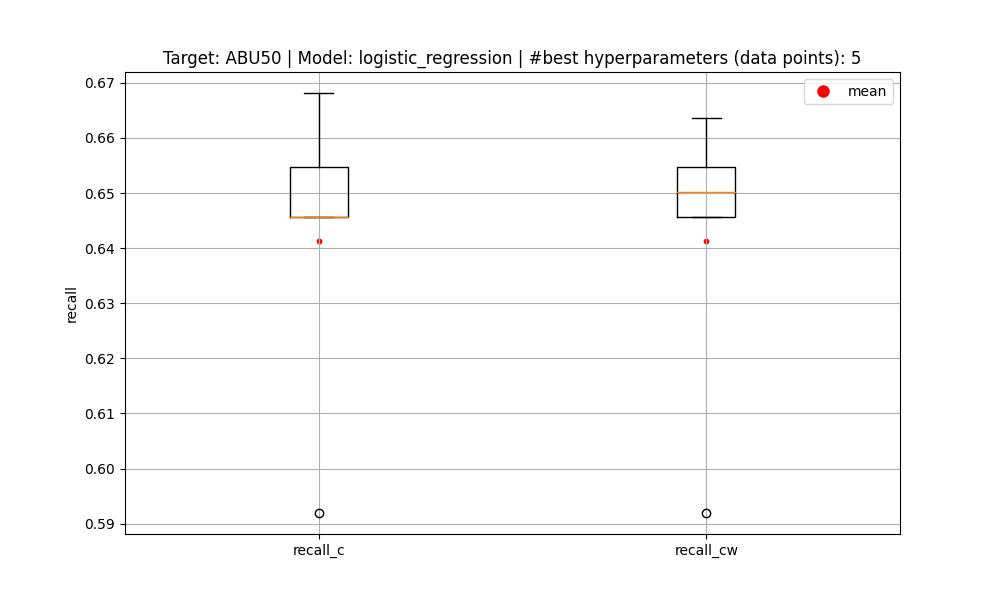 Target: ABU50 | Model: logistic_regression | #best hyperparameters (data points): 5
mean
recall
0.67
0.66
0.65
0.64
0.63
0.62
0.61
0.60
0.59
recall_c
recall_cw